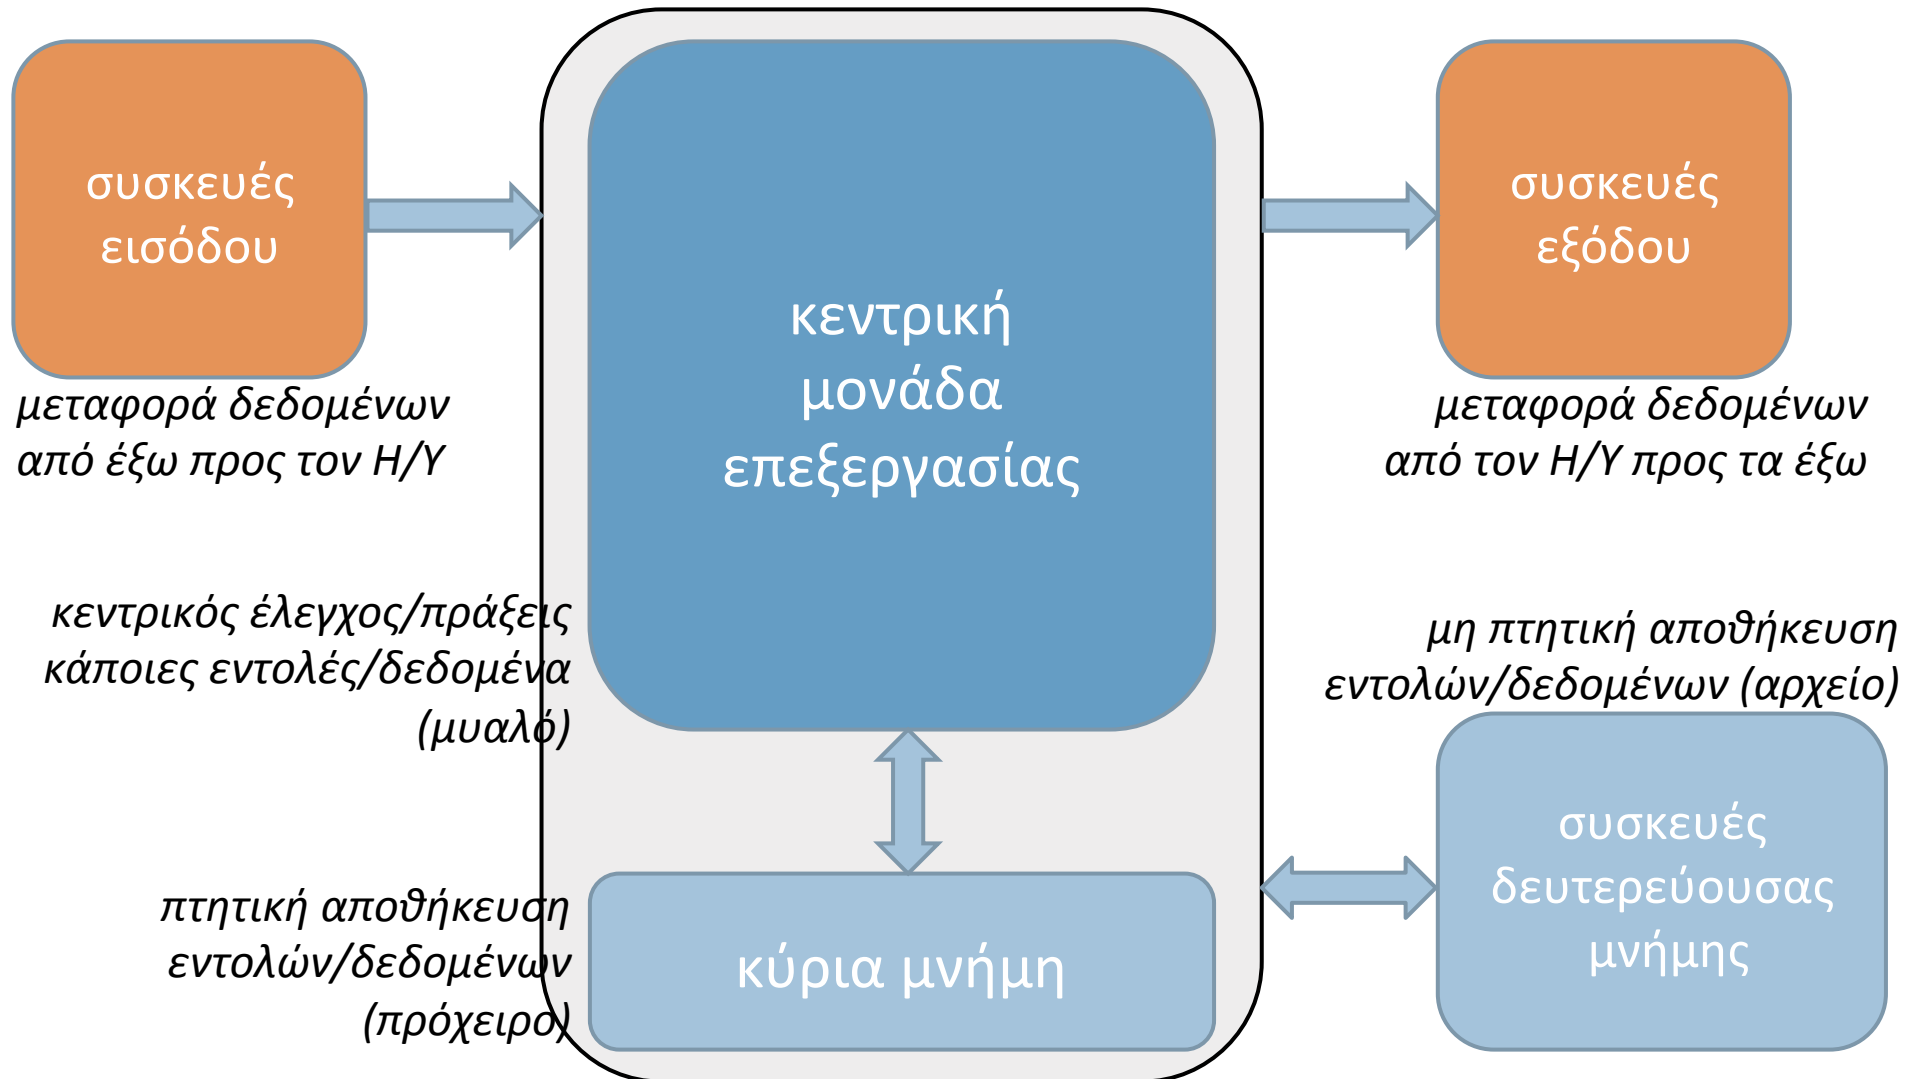 συσκευές
εισόδου
μεταφορά δεδομένων
από έξω προς τον Η/Υ
κεντρική
μονάδα
επεξεργασίας
συσκευές
εξόδου
μεταφορά δεδομένων
από τον Η/Υ προς τα έξω
κεντρικός έλεγχος/πράξεις
κάποιες εντολές/δεδομένα
(μυαλό)
μη πτητική αποθήκευση
εντολών/δεδομένων (αρχείο)
πτητική αποθήκευση
εντολών/δεδομένων
(πρόχειρο)
κύρια μνήμη
συσκευές
δευτερεύουσας
μνήμης